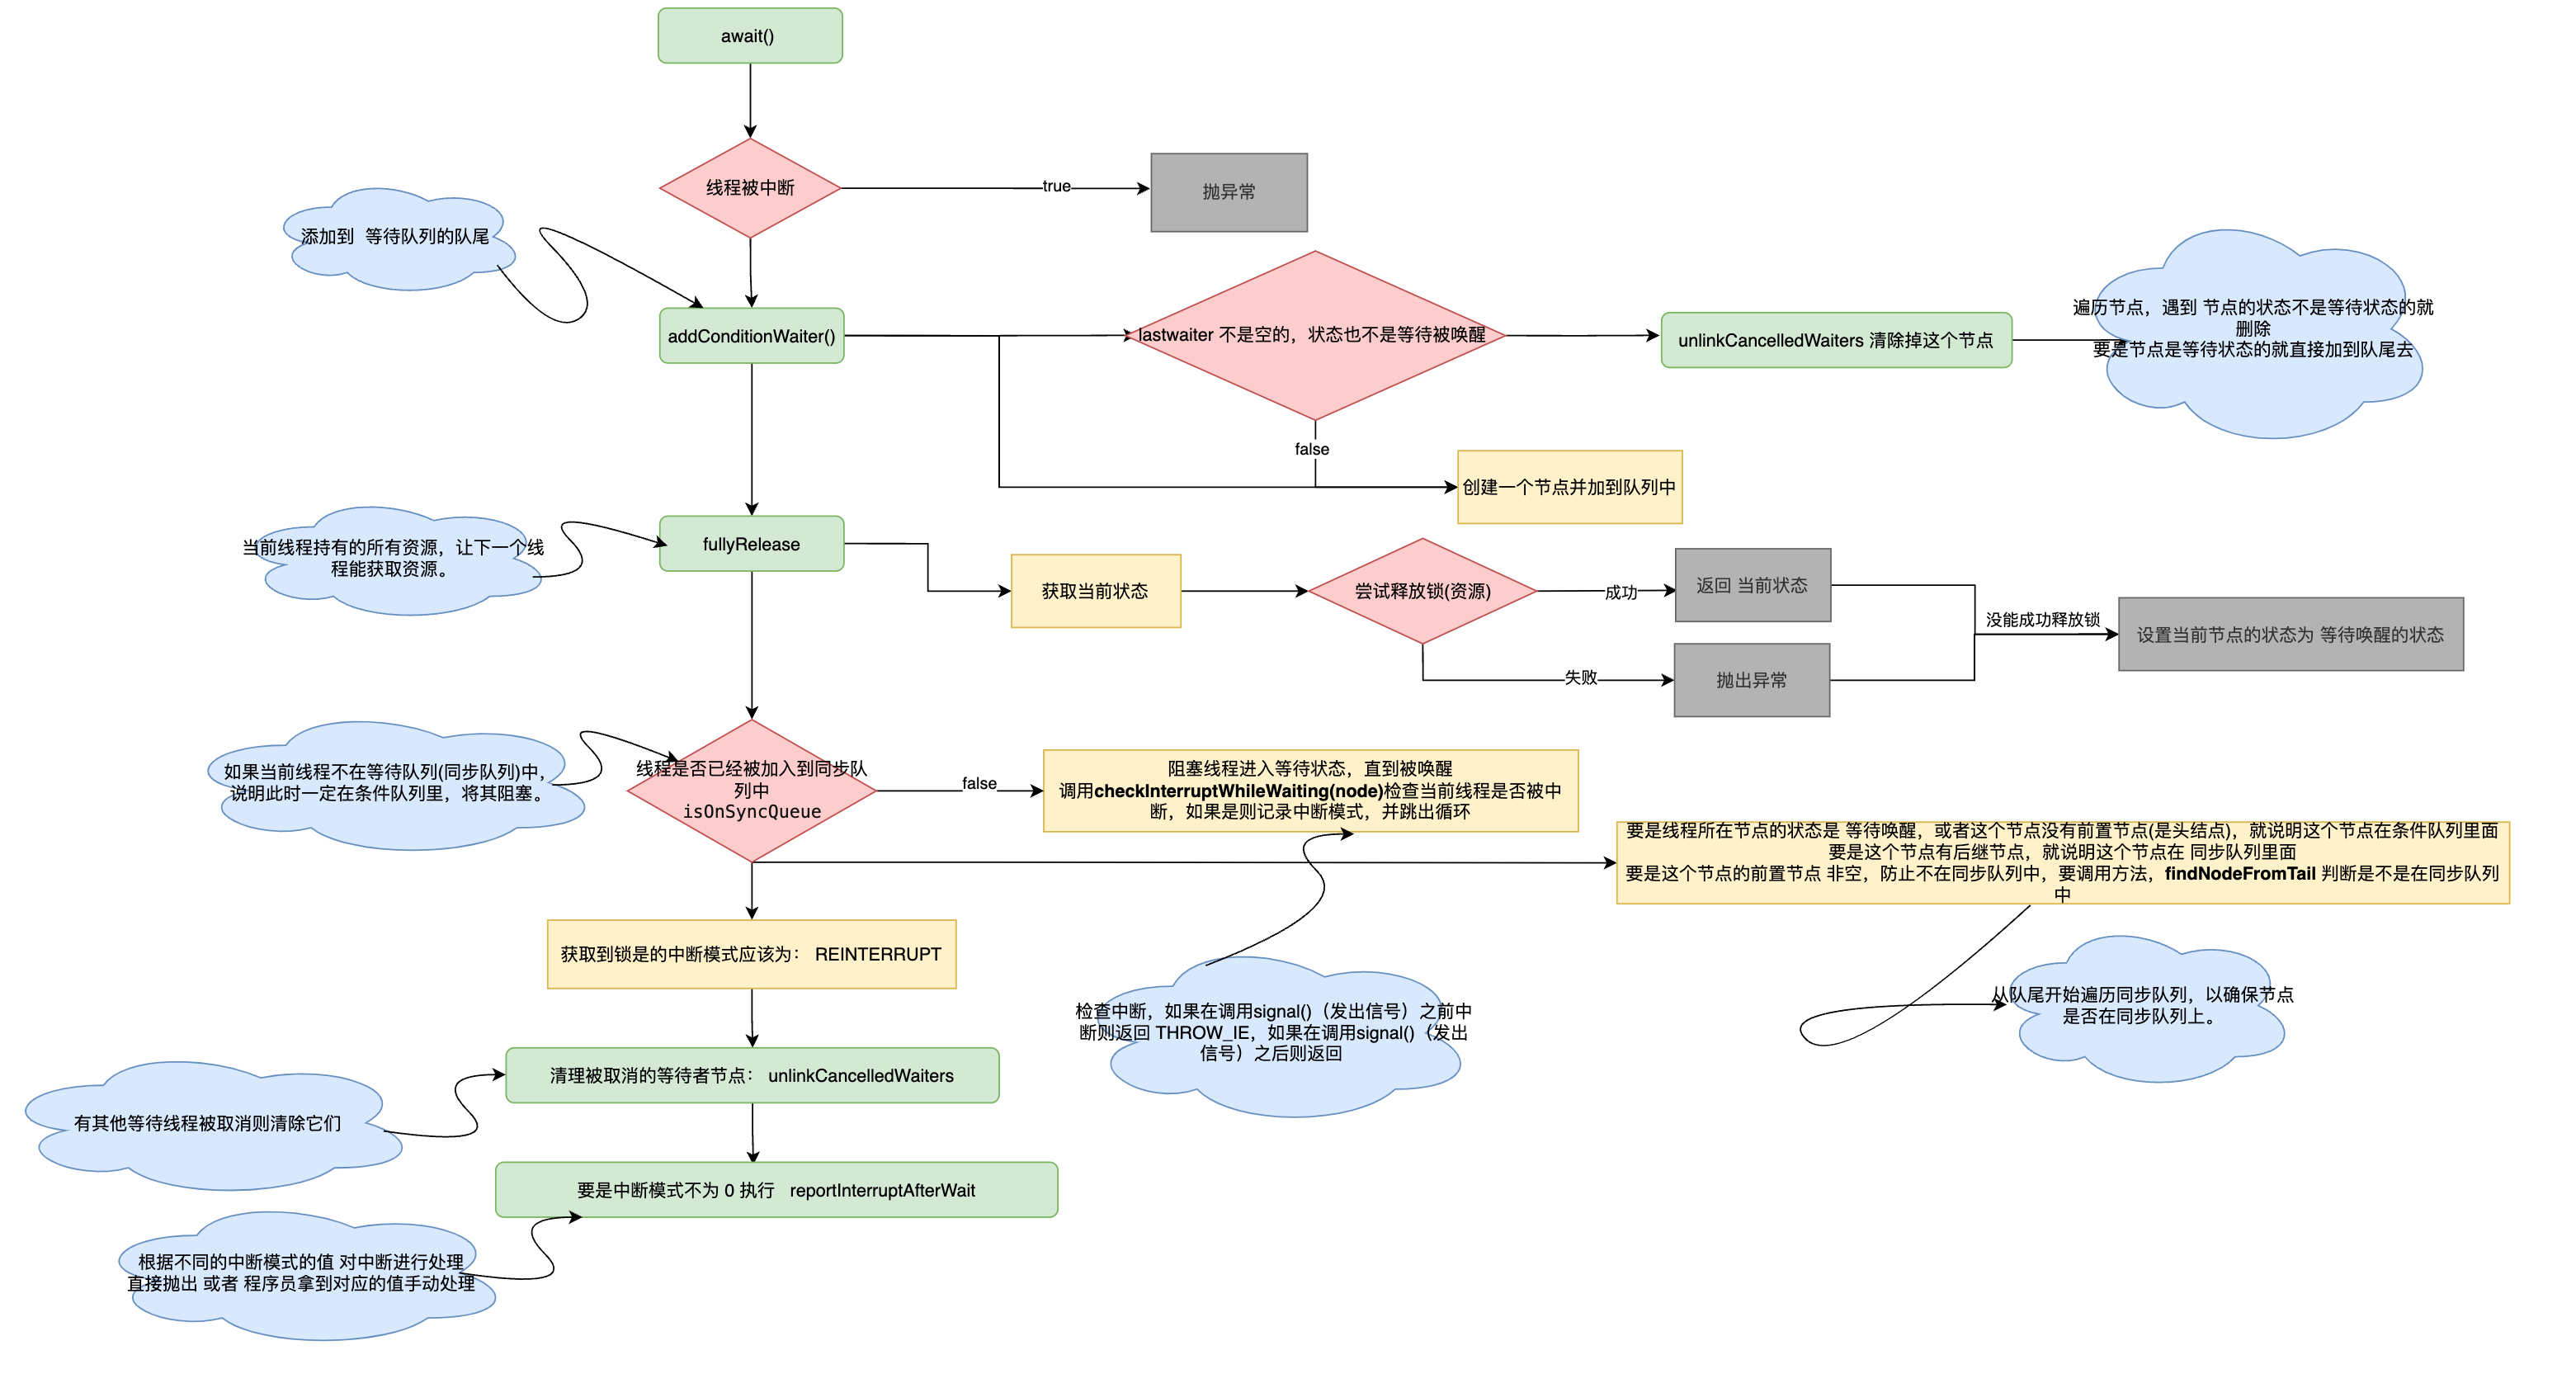 await()
线程被中断
true
抛异常
添加到  等待队列的队尾
addConditionWaiter()
lastwaiter 不是空的，状态也不是等待被唤醒
unlinkCancelledWaiters 清除掉这个节点
遍历节点，遇到 节点的状态不是等待状态的就
删除
要是节点是等待状态的就直接加到队尾去
false
创建一个节点并加到队列中
当前线程持有的所有资源，让下一个线
程能获取资源。
fullyRelease
获取当前状态
尝试释放锁(资源)
成功
返回 当前状态
没能成功释放锁
设置当前节点的状态为 等待唤醒的状态
失败
抛出异常
如果当前线程不在等待队列(同步队列)中，
说明此时一定在条件队列里，将其阻塞。
线程是否已经被加入到同步队
列中
isOnSyncQueue
false
阻塞线程进入等待状态，直到被唤醒
调用checkInterruptWhileWaiting(node)检查当前线程是否被中
断，如果是则记录中断模式，并跳出循环
要是线程所在节点的状态是 等待唤醒，或者这个节点没有前置节点(是头结点)，就说明这个节点在条件队列里面
要是这个节点有后继节点，就说明这个节点在 同步队列里面
要是这个节点的前置节点 非空，防止不在同步队列中，要调用方法，findNodeFromTail 判断是不是在同步队列
中
获取到锁是的中断模式应该为： REINTERRUPT
检查中断，如果在调用signal()（发出信号）之前中
断则返回 THROW_IE，如果在调用signal()（发出
信号）之后则返回
从队尾开始遍历同步队列，以确保节点
是否在同步队列上。
清理被取消的等待者节点： unlinkCancelledWaiters
有其他等待线程被取消则清除它们
要是中断模式不为 0 执行   reportInterruptAfterWait
根据不同的中断模式的值 对中断进行处理
直接抛出 或者 程序员拿到对应的值手动处理